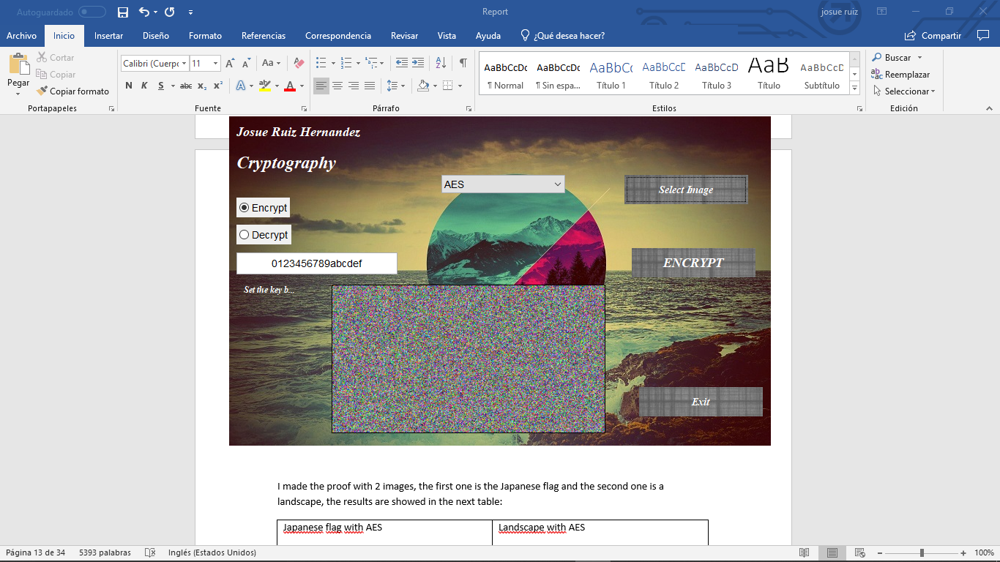 Autoguardado
Report
josue ruiz
Archivo Inicio Insertar Diseño Formato Referencias Correspondencia Revisar Vista Ayuda ¿Qué desea hacer? Compartir
Pegar
Cortar
Copiar
Copiar formato
Portapapeles
Calibri (Cuerpo 11
Aa
N K S abc x₂ x²
Fuente
Párrafo
AaBbCcDc AaBbCcDc AaBbCc AaBbCcD AaBbCcD AaB AaBbCcD
¶ Normal ¶ Sin espa... Título 1 Título 2 Título 3 Título Subtítulo
Estilos
Buscar
Reemplazar
Seleccionar
Edición
Josue Ruiz Hernandez
Cryptography
AES
Select Image
Encrypt
Decrypt
0123456789abcdef
ENCRYPT
Set the key b...
Exit
I made the proof with 2 images, the first one is the Japanese flag and the second one is a
landscape, the results are showed in the next table:
Japanese flag with AES
Landscape with AES
Página 13 de 34 5393 palabras Inglés (Estados Unidos) 100%